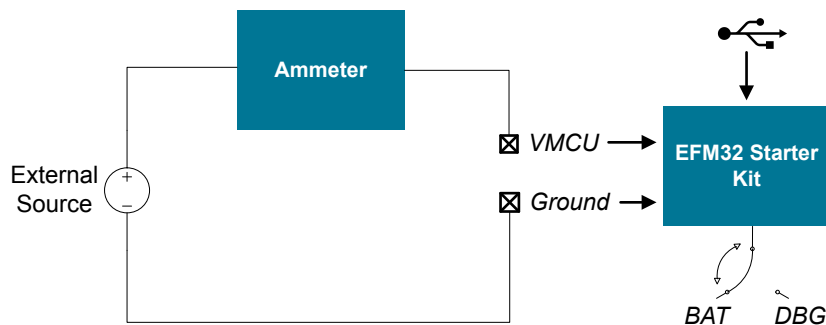 Ammeter
External
Source
+
–
VMCU
Ground
EFM32 Starter
Kit
BAT
DBG